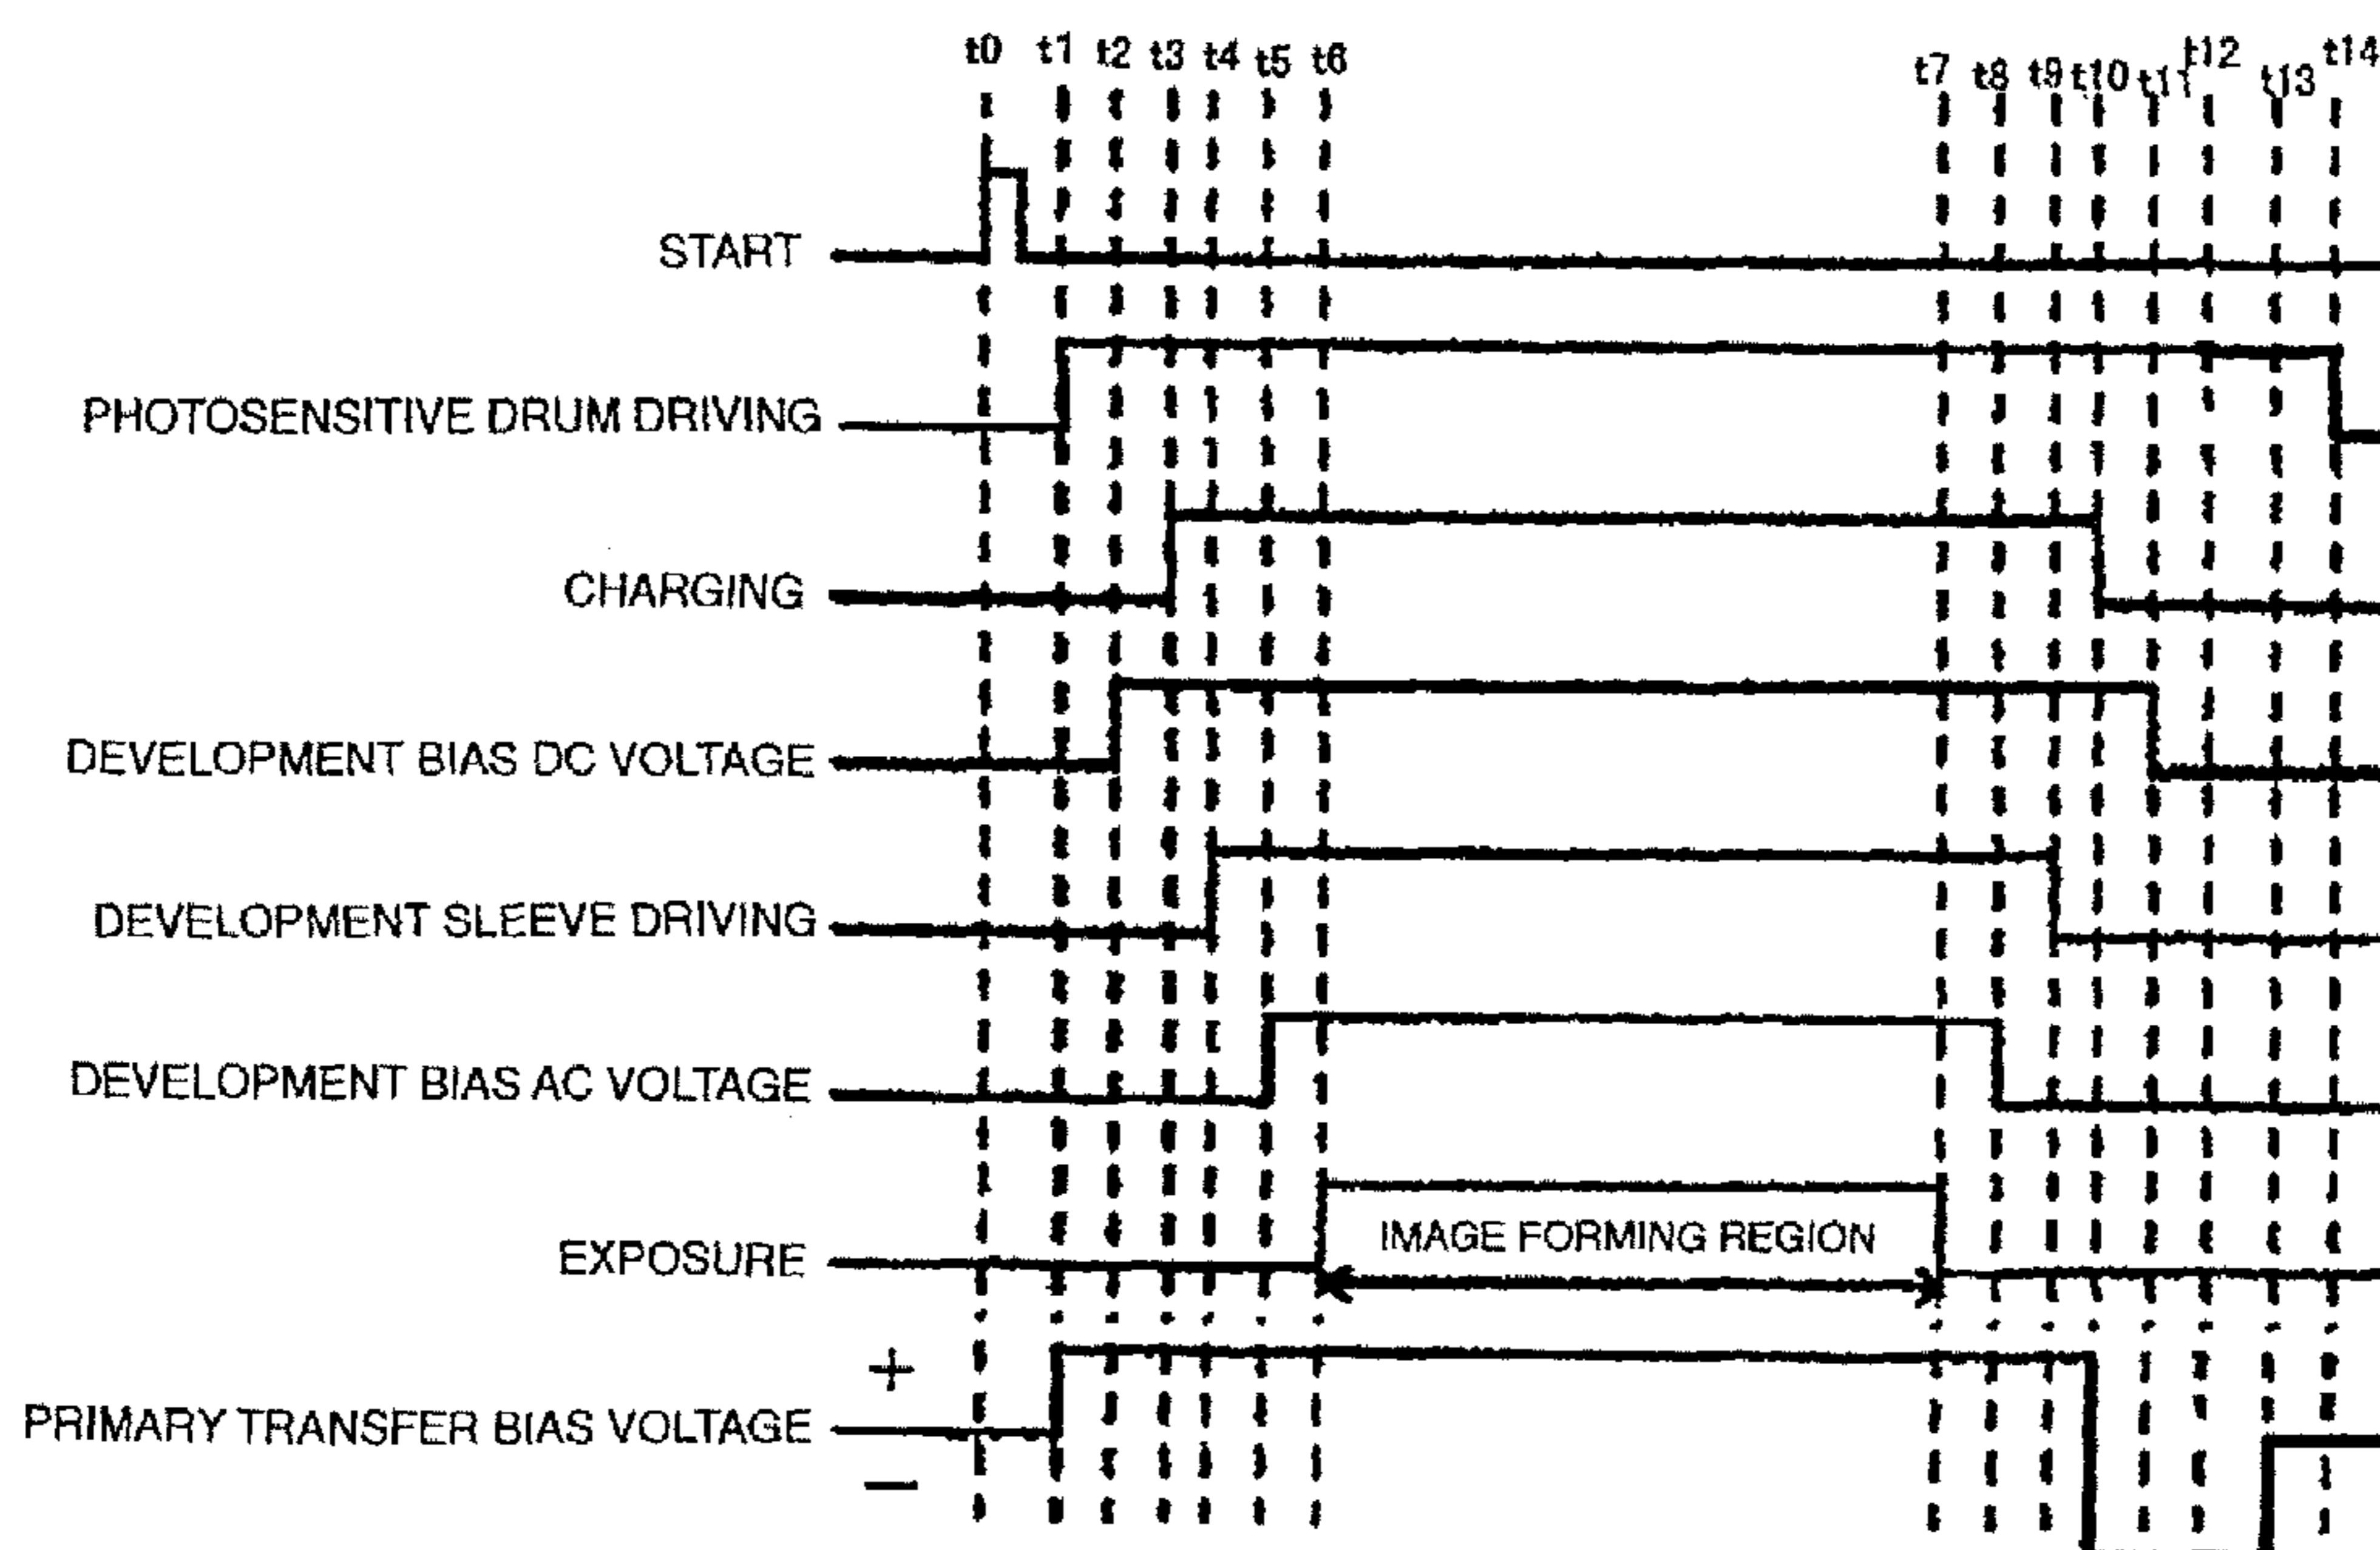 t0 t1 t2 t3 t4 t5 t6 t7 t8 t9 t10 t11 t12 t13 t14
START
PHOTOSENSITIVE DRUM DRIVING
CHARGING
DEVELOPMENT BIAS DC VOLTAGE
DEVELOPMENT SLEEVE DRIVING
DEVELOPMENT BIAS AC VOLTAGE
IMAGE FORMING REGION
EXPOSURE
+
PRIMARY TRANSFER BIAS VOLTAGE
−